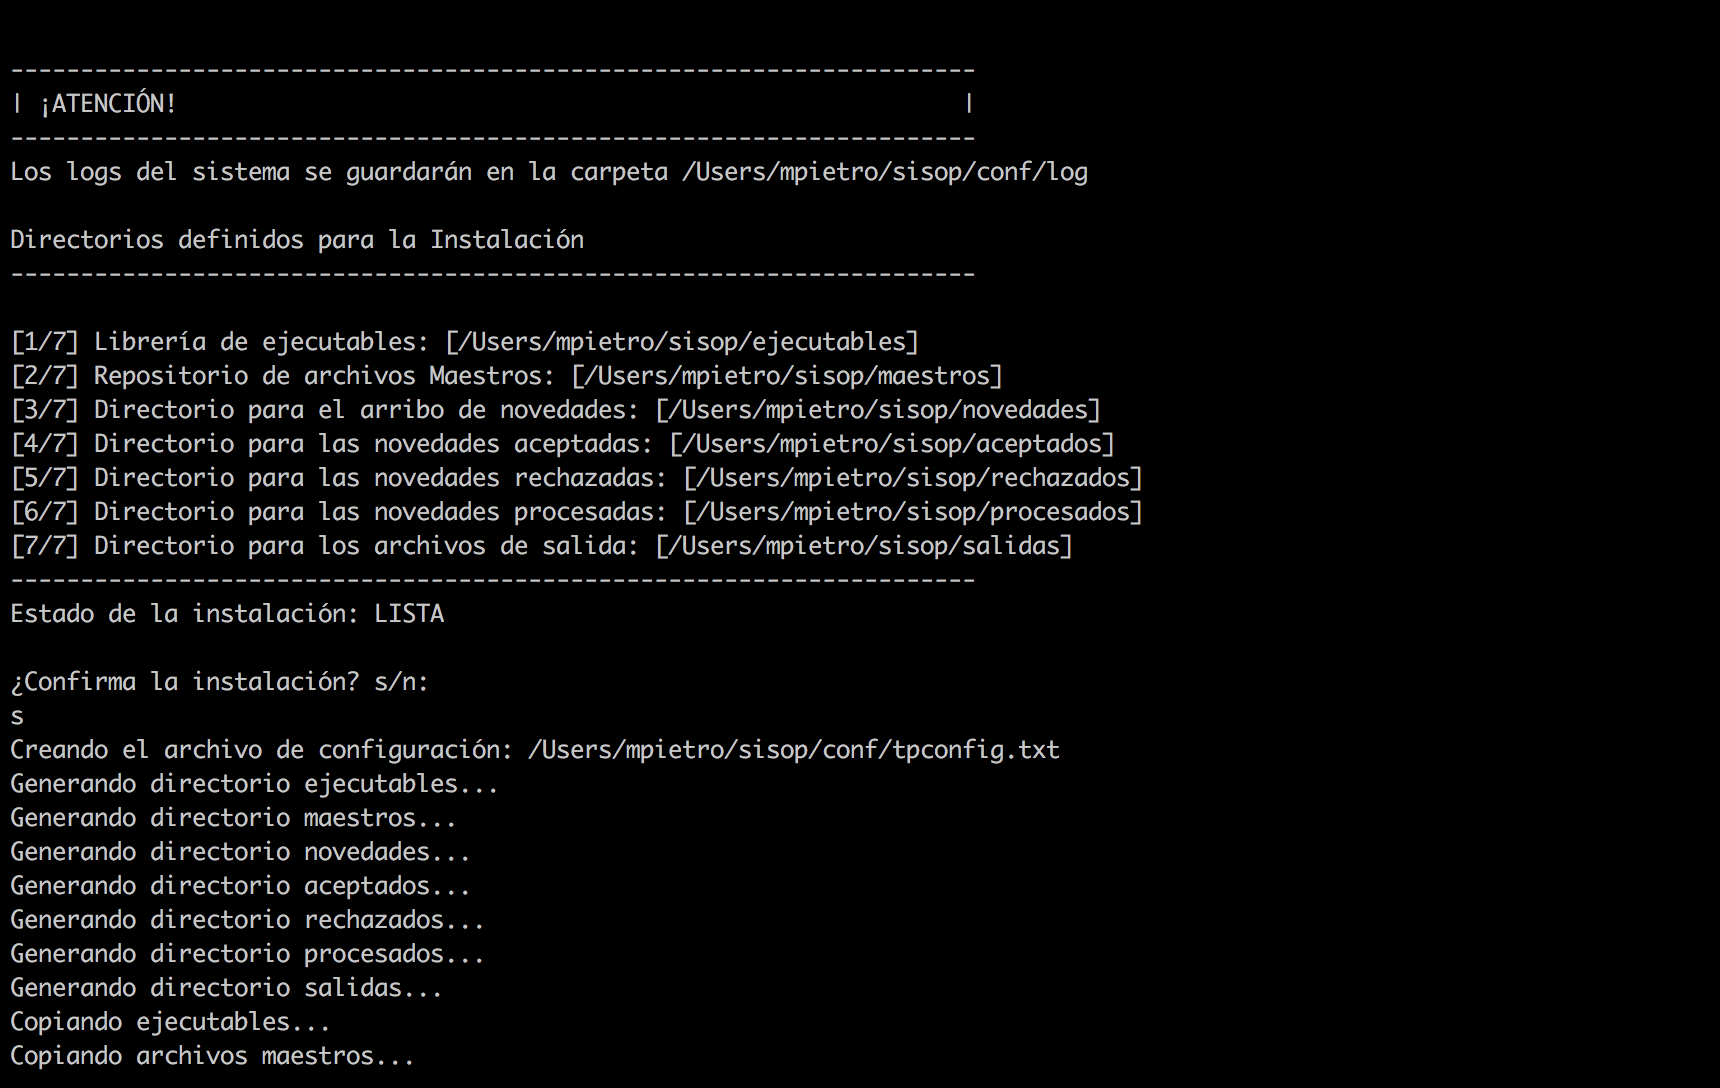 ---------------------------------------------------------------------
| ¡ATENCIÓN!                                                        |
---------------------------------------------------------------------
Los logs del sistema se guardarán en la carpeta /Users/mpietro/sisop/conf/log
Directorios definidos para la Instalación
---------------------------------------------------------------------
[1/7] Librería de ejecutables: [/Users/mpietro/sisop/ejecutables]
[2/7] Repositorio de archivos Maestros: [/Users/mpietro/sisop/maestros]
[3/7] Directorio para el arribo de novedades: [/Users/mpietro/sisop/novedades]
[4/7] Directorio para las novedades aceptadas: [/Users/mpietro/sisop/aceptados]
[5/7] Directorio para las novedades rechazadas: [/Users/mpietro/sisop/rechazados]
[6/7] Directorio para las novedades procesadas: [/Users/mpietro/sisop/procesados]
[7/7] Directorio para los archivos de salida: [/Users/mpietro/sisop/salidas]
---------------------------------------------------------------------
Estado de la instalación: LISTA
¿Confirma la instalación? s/n:
s
Creando el archivo de configuración: /Users/mpietro/sisop/conf/tpconfig.txt
Generando directorio ejecutables...
Generando directorio maestros...
Generando directorio novedades...
Generando directorio aceptados...
Generando directorio rechazados...
Generando directorio procesados...
Generando directorio salidas...
Copiando ejecutables...
Copiando archivos maestros...